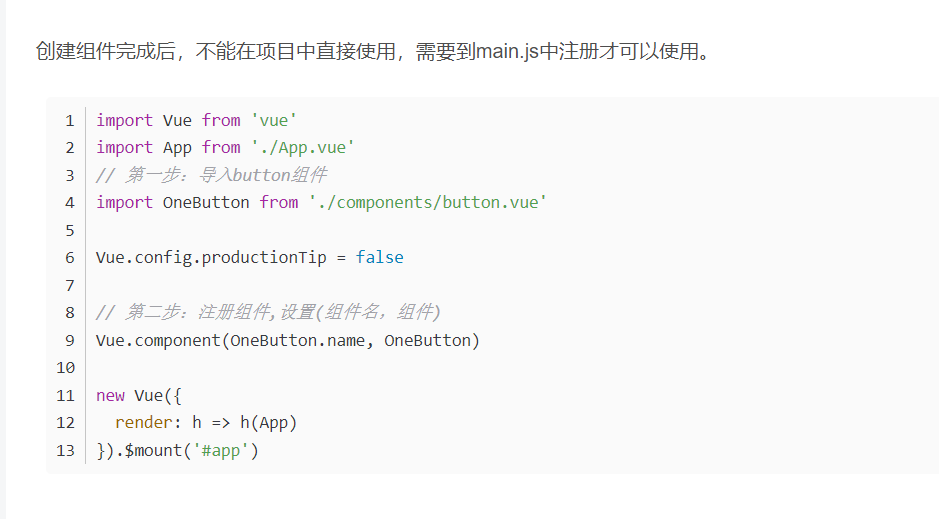 创建组件完成后，不能在项目中直接使用，需要到main.js中注册才可以使用。
1 import Vue from 'vue'
2 import App from './App.vue'
3 // 第一步：导入button组件
4 import OneButton from './components/button.vue'
5
6 Vue.config.productionTip = false
7
8 // 第二步：注册组件,设置(组件名，组件)
9 Vue.component(OneButton.name, OneButton)
10
11 new Vue({
12   render: h => h(App)
13 }).$mount('#app')